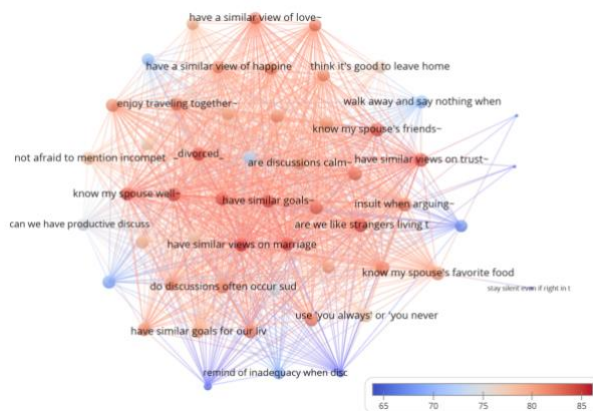 have a similar view of love~
have a similar view of happine
think it's good to leave home
enjoy traveling together~
walk away and say nothing when
know my spouse's friends~
not afraid to mention incompet
_divorced_
are discussions calm~
have similar views on trust~
know my spouse well~
have similar goals~
insult when arguing~
can we have productive discuss
are we like strangers living t
have similar views on marriage
know my spouse's favorite food
do discussions often occur sud
stay silent even if right in t
use 'you always' or 'you never
have similar goals for our liv
remind of inadequacy when disc
65 70 75 80 85